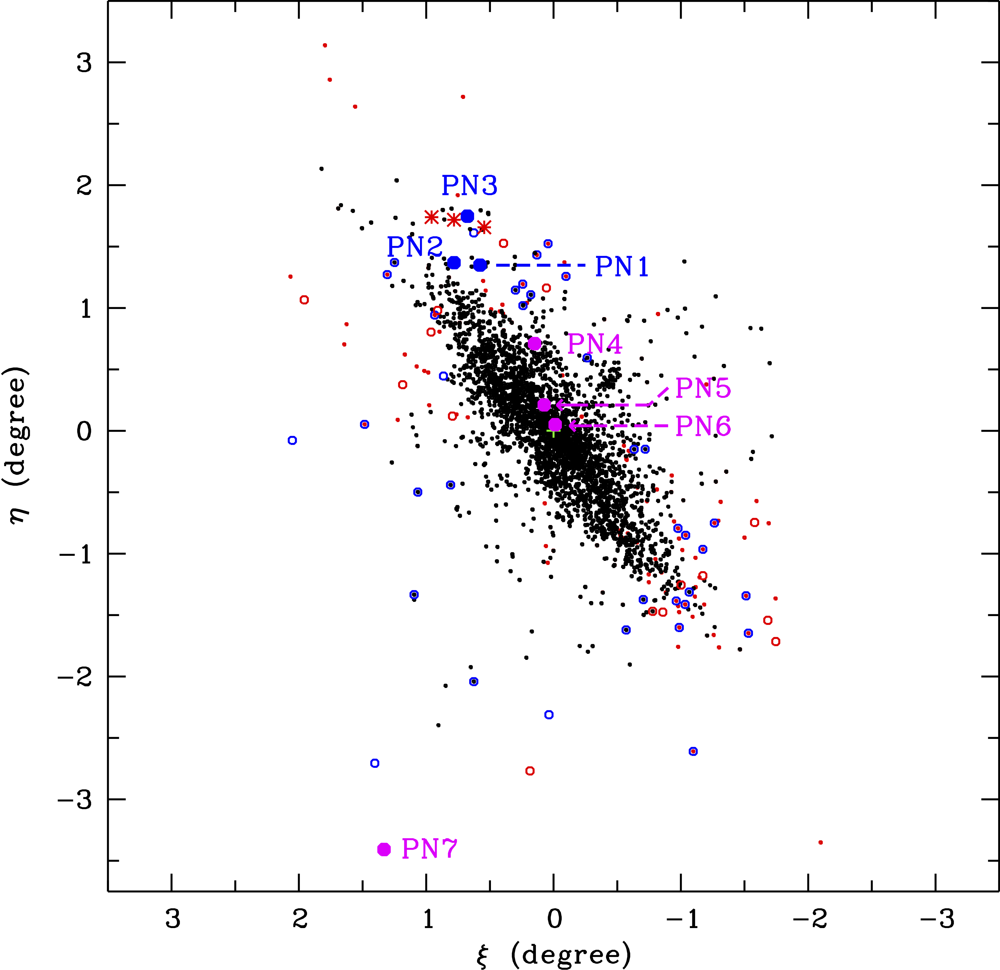 3
PN3
2
PN2
PN1
1
PN4
PN5
PN6
0
η (degree)
−1
−2
−3
PN7
3 2 1 0 −1 −2 −3
ξ (degree)